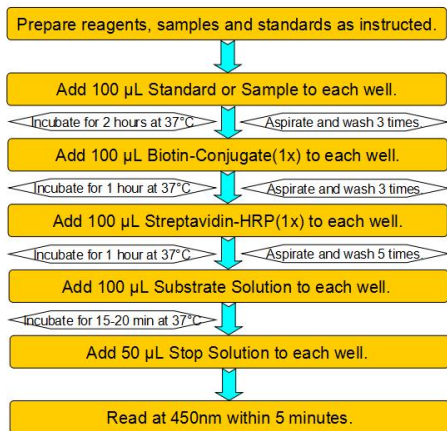 Prepare reagents, samples and standards as instructed.
Add 100 µL Standard or Sample to each well.
Incubate for 2 hours at 37°C
Aspirate and wash 3 times
Add 100 µL Biotin-Conjugate(1x) to each well.
Incubate for 1 hour at 37°C
Aspirate and wash 3 times
Add 100 µL Streptavidin-HRP(1x) to each well.
Incubate for 1 hour at 37°C
Aspirate and wash 5 times
Add 100 µL Substrate Solution to each well.
Incubate for 15-20 min at 37°C
Add 50 µL Stop Solution to each well.
Read at 450nm within 5 minutes.